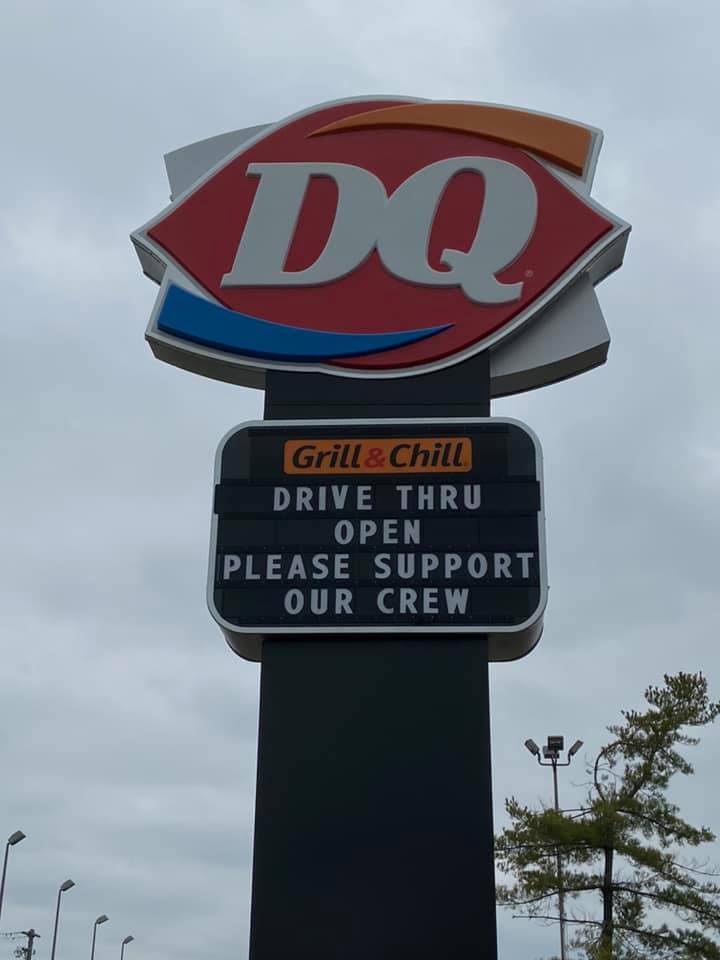 DQ
Grill & Chill
DRIVE THRU
OPEN
PLEASE SUPPORT
OUR CREW